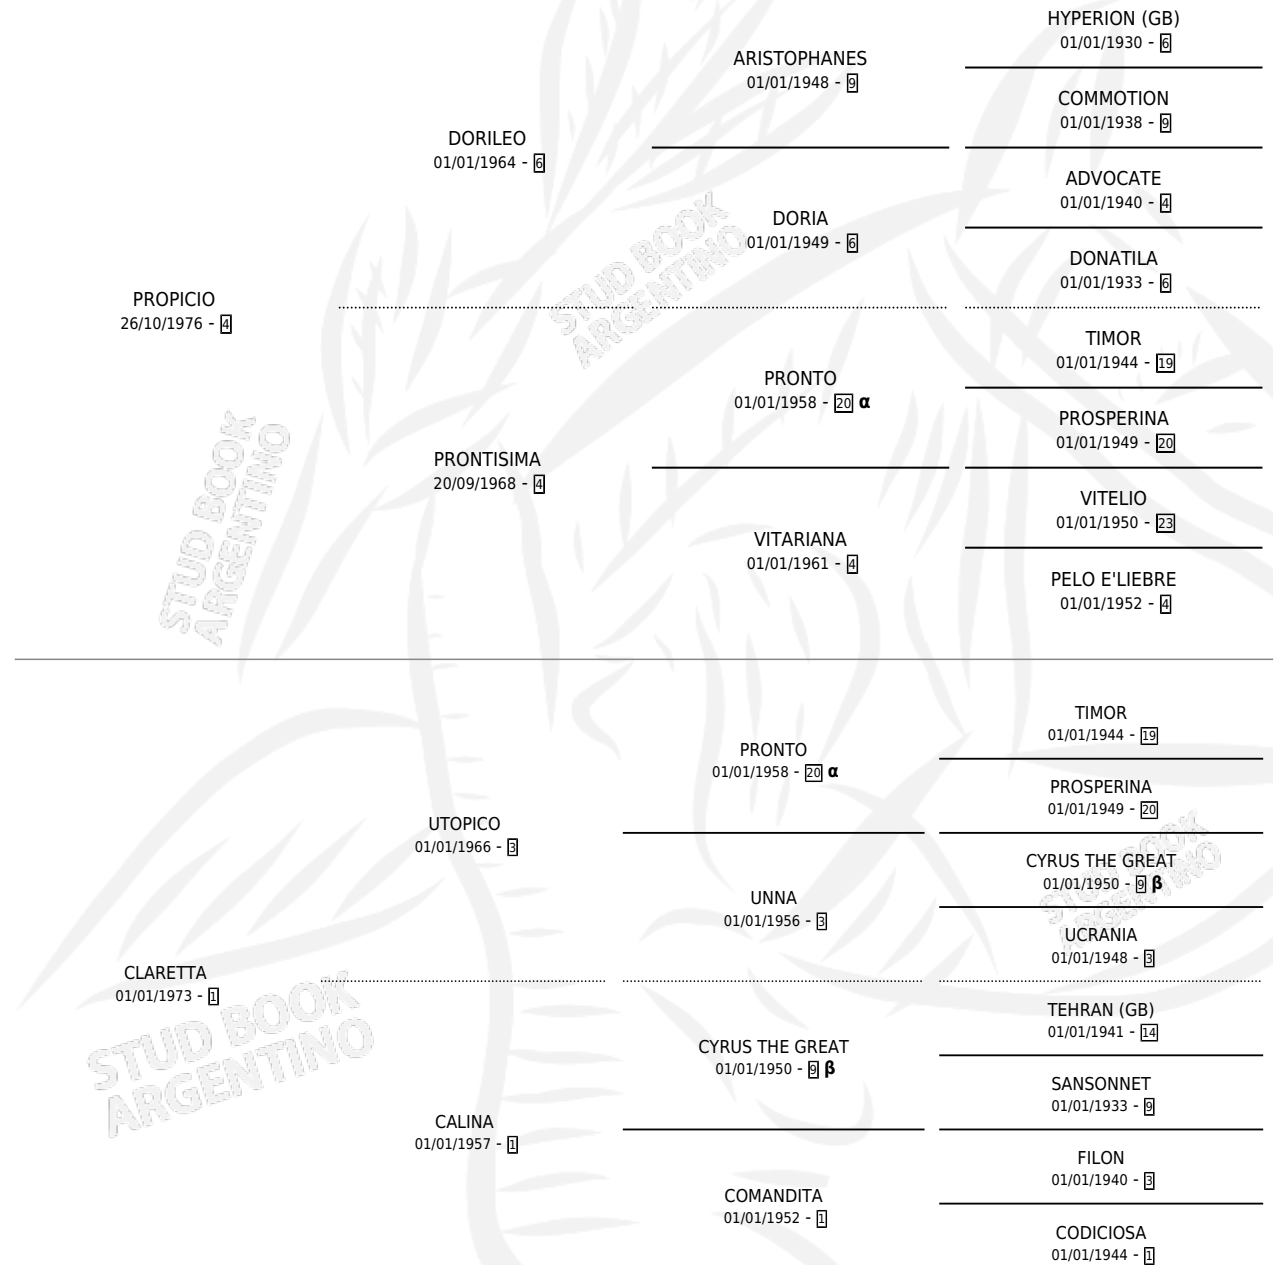 HYPERION (GB)
01/01/1930 - 6
ARISTOPHANES
01/01/1948 - 9
COMMOTION
01/01/1938 - 9
DORILEO
01/01/1964 - 6
ADVOCATE
01/01/1940 - 4
DORIA
01/01/1949 - 6
DONATILA
01/01/1933 - 6
PROPICIO
26/10/1976 - 4
TIMOR
01/01/1944 - 19
PRONTO
01/01/1958 - 20 α
PROSPERINA
01/01/1949 - 20
PRONTISIMA
20/09/1968 - 4
VITELIO
01/01/1950 - 23
VITARIANA
01/01/1961 - 4
PELO E'LIEBRE
01/01/1952 - 4
TIMOR
01/01/1944 - 19
PRONTO
01/01/1958 - 20 α
PROSPERINA
01/01/1949 - 20
UTOPICO
01/01/1966 - 3
CYRUS THE GREAT
01/01/1950 - 9 β
UNNA
01/01/1956 - 3
UCRANIA
01/01/1948 - 3
CLARETTA
01/01/1973 - 1
TEHRAN (GB)
01/01/1941 - 14
CYRUS THE GREAT
01/01/1950 - 9 β
SANSONNET
01/01/1933 - 9
CALINA
01/01/1957 - 1
FILON
01/01/1940 - 3
COMANDITA
01/01/1952 - 1
CODICIOSA
01/01/1944 - 1
STUD BOOK
ARGENTINO
STUD BOOK
ARGENTINO
STUD BOOK
ARGENTINO
STUD BOOK
ARGENTINO